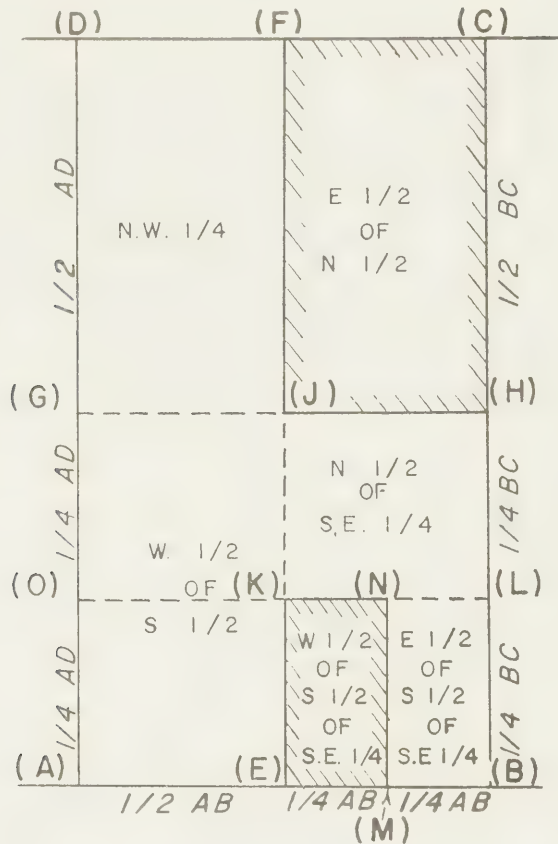 (D) (F) (C)
1/2 AD
N.W. 1/4
E 1/2
OF
N 1/2
1/2 BC
(G) (J) (H)
1/4 AD
W. 1/2
OF
S 1/2
N 1/2
OF
S.E. 1/4
1/4 BC
(O) (K) (N) (L)
1/4 AD
W 1/2
OF
S 1/2
OF
S.E. 1/4
E 1/2
OF
S 1/2
OF
S.E 1/4
1/4 BC
(A) (E) (B)
1/2 AB 1/4 AB 1/4 AB
(M)